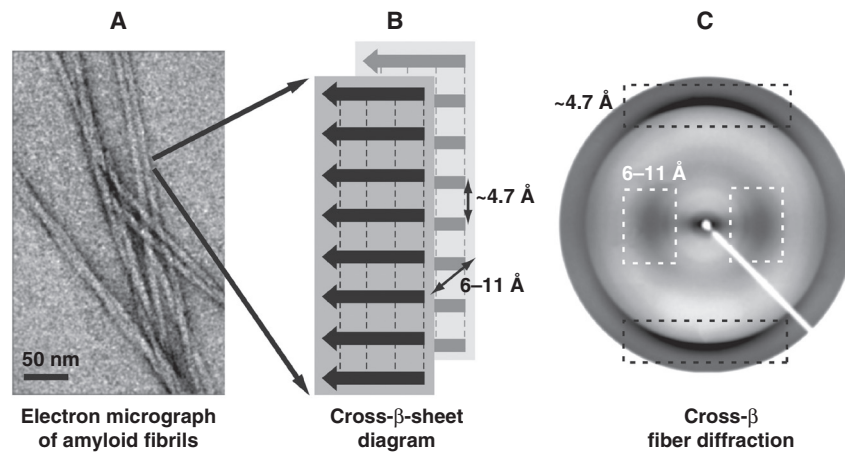 A
B
C
50 nm
Electron micrograph
of amyloid fibrils
~4.7 Å
6–11 Å
Cross-β-sheet
diagram
~4.7 Å
6–11 Å
Cross-β
fiber diffraction